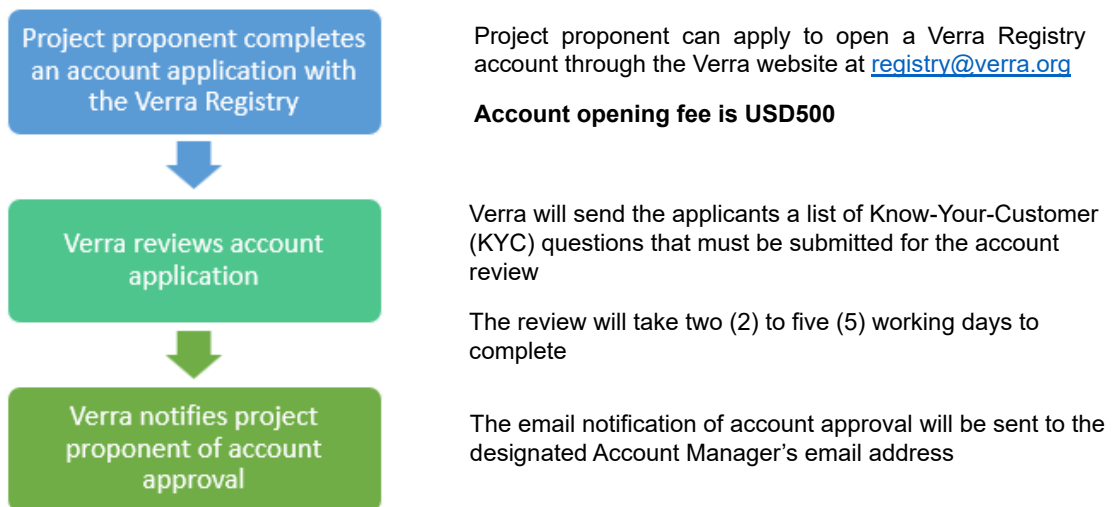 Project proponent completes
an account application with
the Verra Registry
Project proponent can apply to open a Verra Registry
account through the Verra website at registry@verra.org
Account opening fee is USD500
Verra reviews account
application
Verra will send the applicants a list of Know-Your-Customer
(KYC) questions that must be submitted for the account
review
The review will take two (2) to five (5) working days to
complete
Verra notifies project
proponent of account
approval
The email notification of account approval will be sent to the
designated Account Manager’s email address